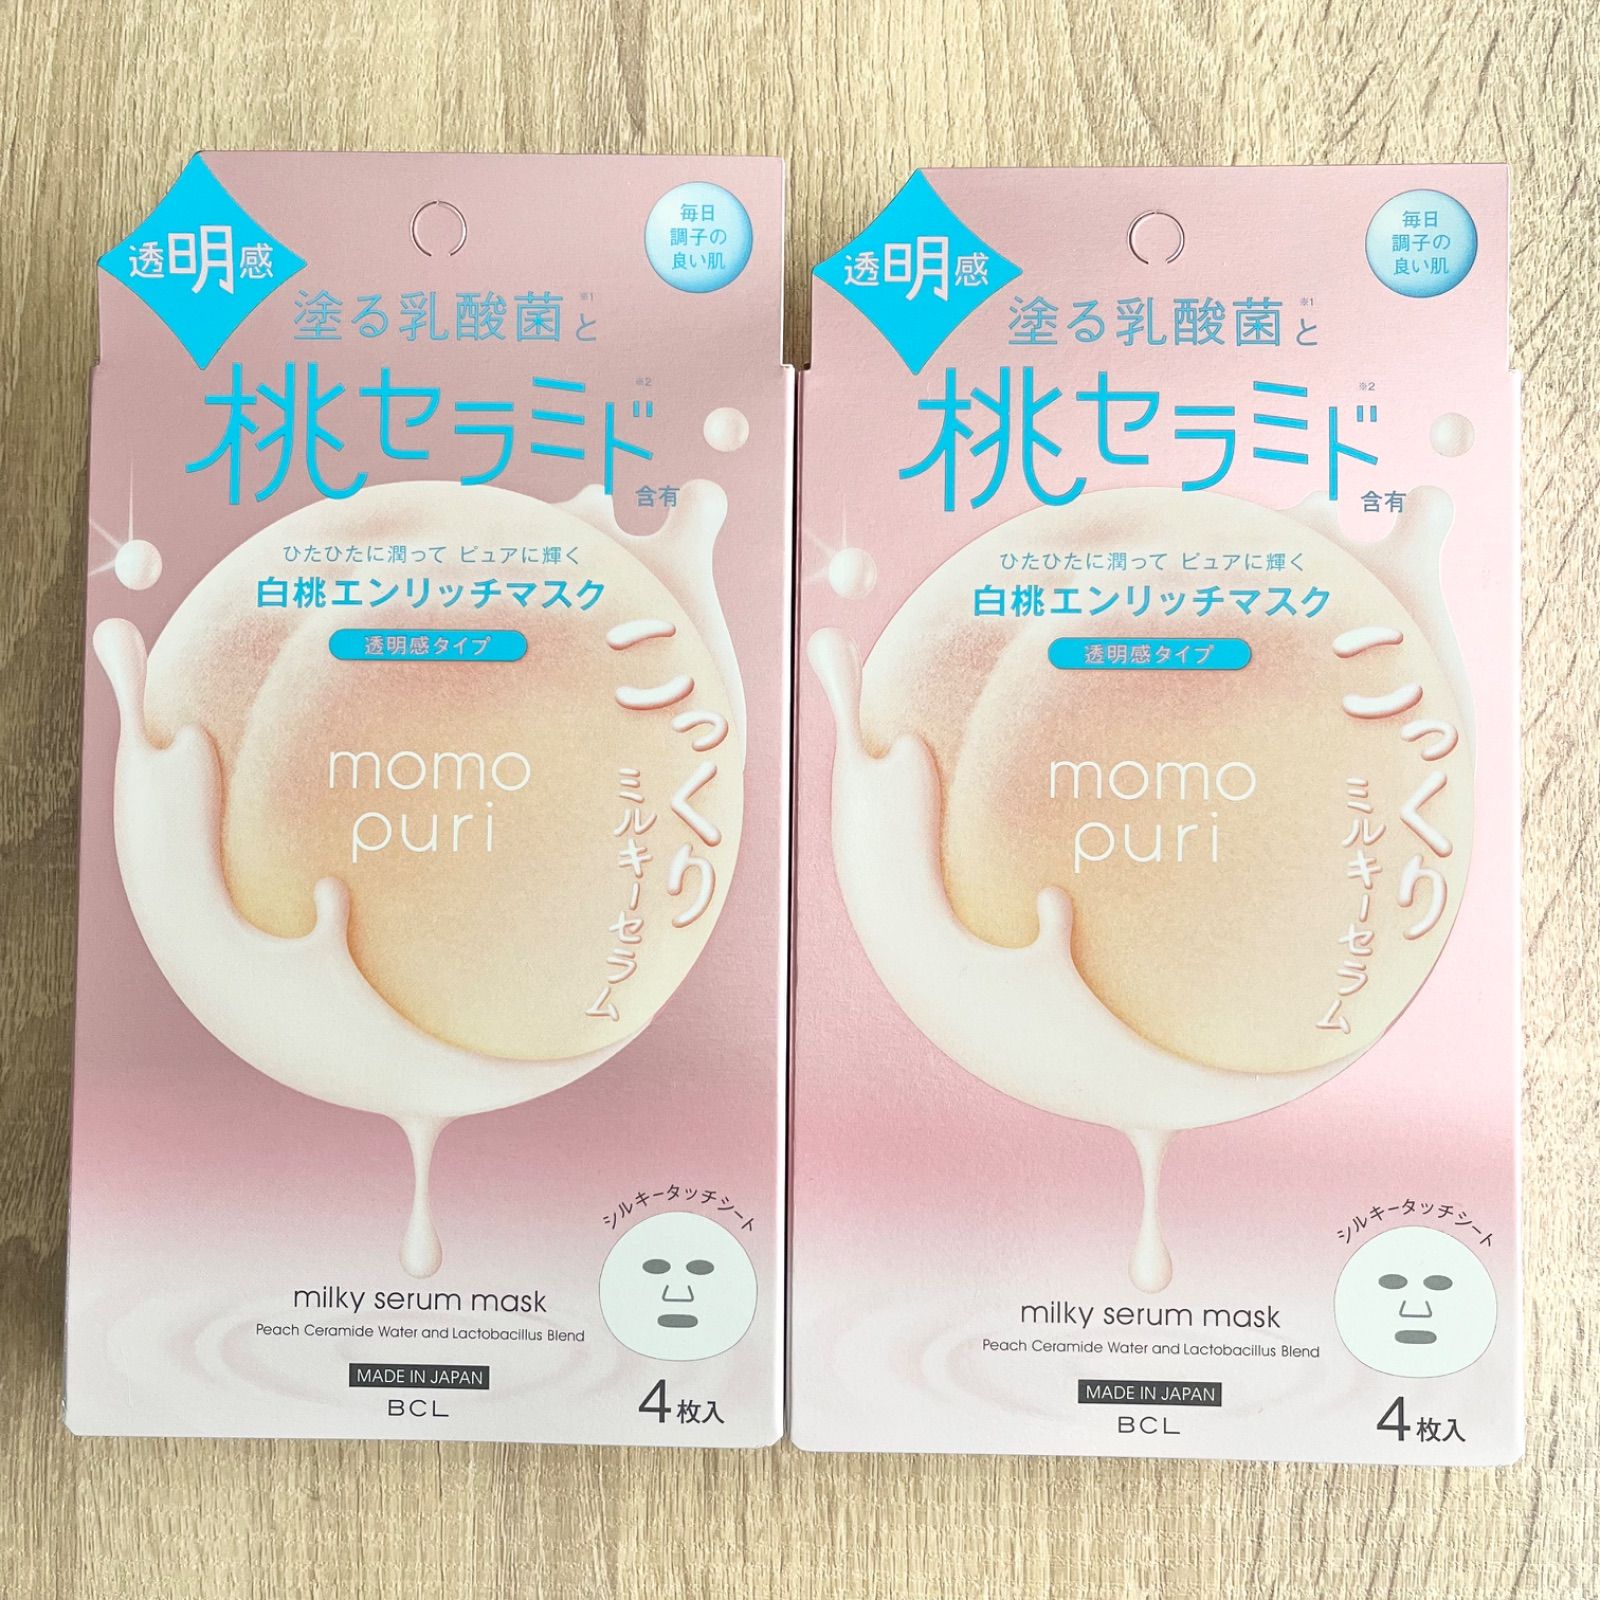 透明感
毎日
調子の
良い肌
塗る乳酸菌※1と
桃セラミド※2
含有
ひたひたに潤って ピュアに輝く
白桃エンリッチマスク
透明感タイプ
momo
puri
こっくり
ミルキーセラム
シルキータッチシート
milky serum mask
Peach Ceramide Water and Lactobacillus Blend
MADE IN JAPAN
BCL
4枚入
透明感
毎日
調子の
良い肌
塗る乳酸菌※1と
桃セラミド※2
含有
ひたひたに潤って ピュアに輝く
白桃エンリッチマスク
透明感タイプ
momo
puri
こっくり
ミルキーセラム
シルキータッチシート
milky serum mask
Peach Ceramide Water and Lactobacillus Blend
MADE IN JAPAN
BCL
4枚入